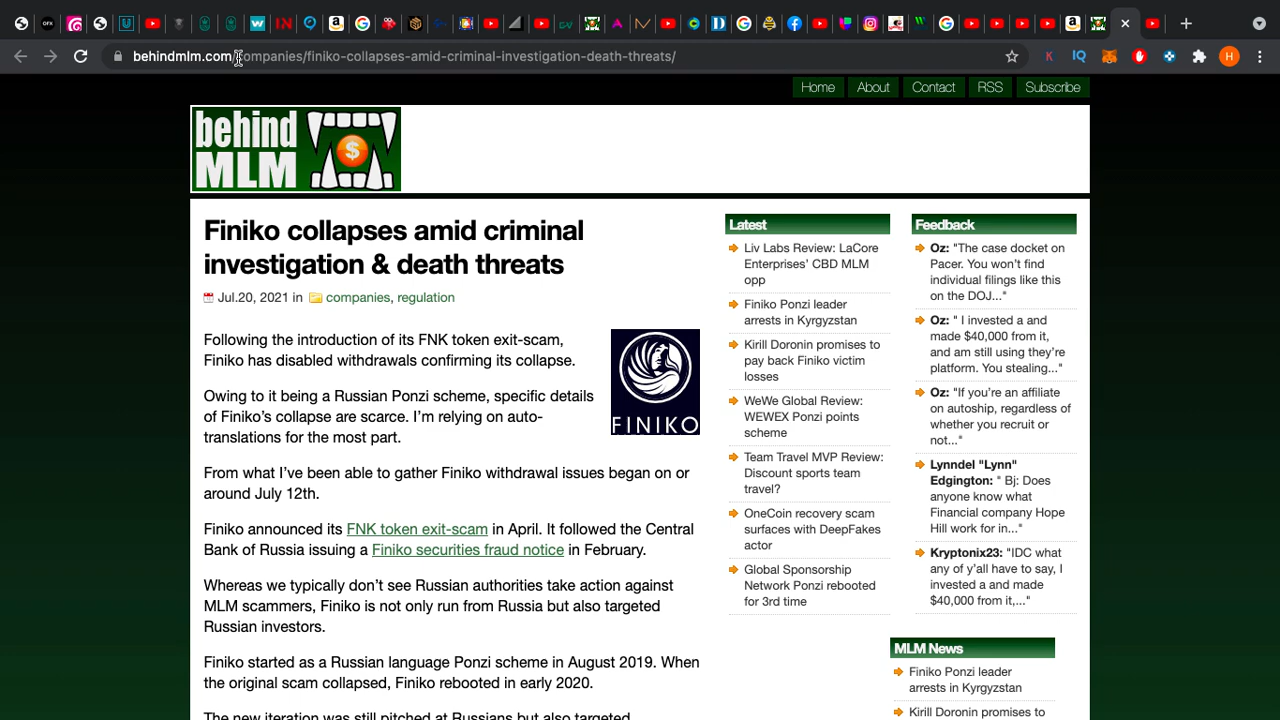 behindmlm.com/companies/finiko-collapses-amid-criminal-investigation-death-threats/
Home About Contact RSS Subscribe
behind
MLM
Finiko collapses amid criminal
investigation & death threats
Jul.20, 2021 in companies, regulation
Following the introduction of its FNK token exit-scam,
Finiko has disabled withdrawals confirming its collapse.
FINIKO
Owing to it being a Russian Ponzi scheme, specific details
of Finiko's collapse are scarce. I'm relying on auto-
translations for the most part.
From what I've been able to gather Finiko withdrawal issues began on or
around July 12th.
Finiko announced its FNK token exit-scam in April. It followed the Central
Bank of Russia issuing a Finiko securities fraud notice in February.
Whereas we typically don't see Russian authorities take action against
MLM scammers, Finiko is not only run from Russia but also targeted
Russian investors.
Finiko started as a Russian language Ponzi scheme in August 2019. When
the original scam collapsed, Finiko rebooted in early 2020.
The new iteration was still pitched at Russians but also targeted
Latest
Liv Labs Review: LaCore
Enterprises' CBD MLM
opp
Finiko Ponzi leader
arrests in Kyrgyzstan
Kirill Doronin promises to
pay back Finiko victim
losses
WeWe Global Review:
WEWEX Ponzi points
scheme
Team Travel MVP Review:
Discount sports team
travel?
OneCoin recovery scam
surfaces with DeepFakes
actor
Global Sponsorship
Network Ponzi rebooted
for 3rd time
Feedback
Oz: "The case docket on
Pacer. You won't find
individual filings like this
on the DOJ..."
Oz: " I invested a and
made $40,000 from it,
and am still using they're
platform. You stealing..."
Oz: "If you're an affiliate
on autoship, regardless of
whether you recruit or
not..."
Lynndel "Lynn"
Edgington: " Bj: Does
anyone know what
Financial company Hope
Hill work for in..."
Kryptonix23: "IDC what
any of y'all have to say, I
invested a and made
$40,000 from it,..."
MLM News
Finiko Ponzi leader
arrests in Kyrgyzstan
Kirill Doronin promises to